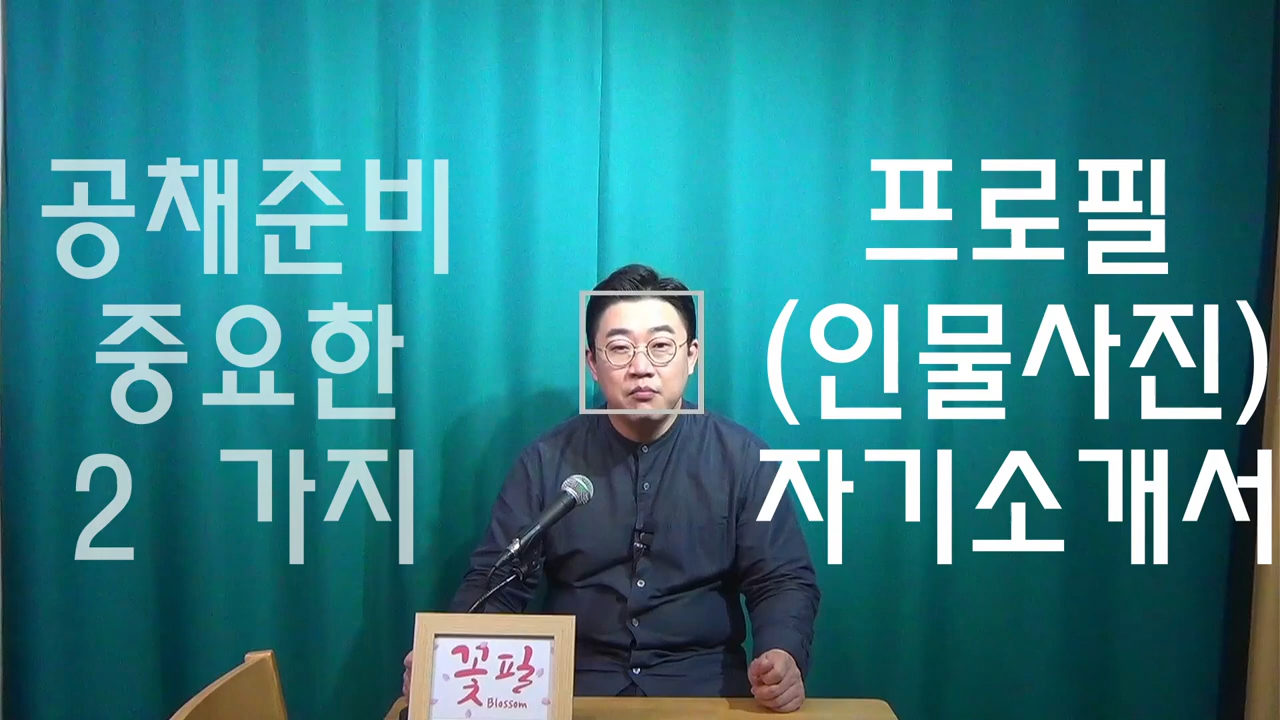 공채준비
중요한
2 가지
프로필
(인물사진)
자기소개서
꽃필
Blossom